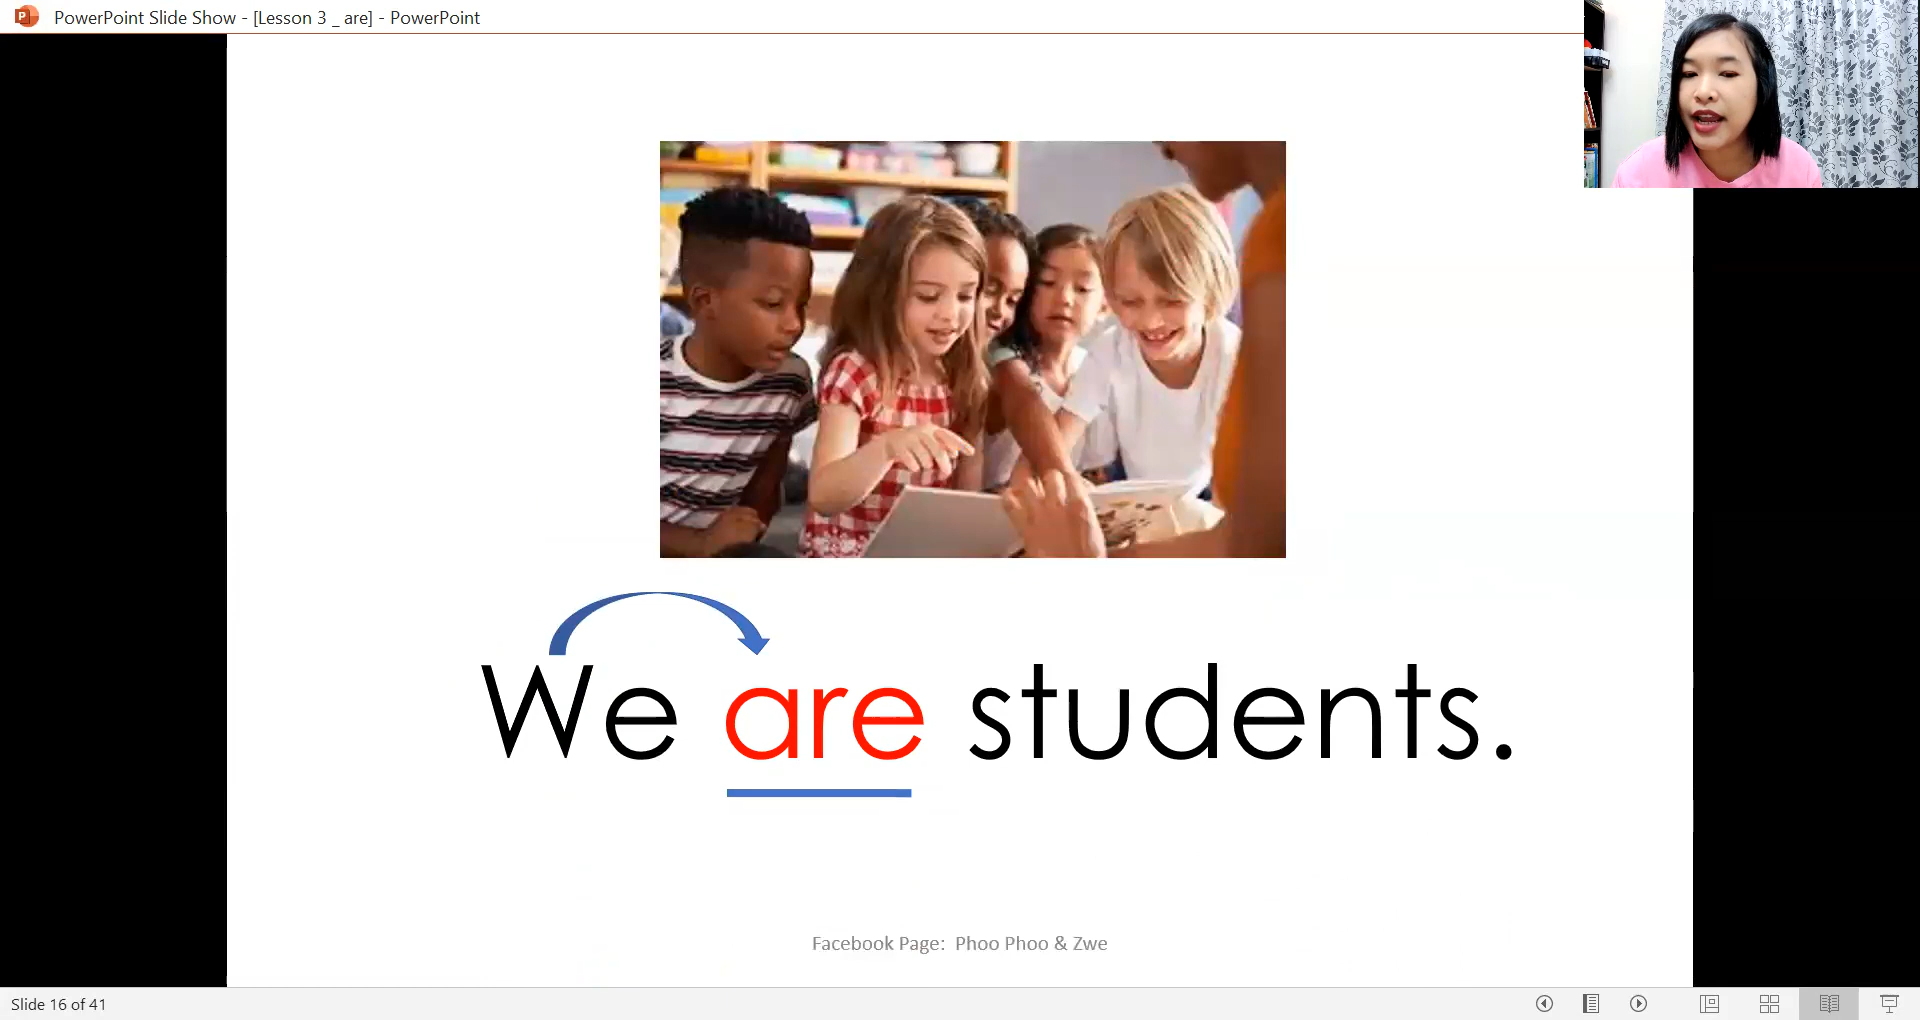 PowerPoint Slide Show - [Lesson 3 _ are] - PowerPoint
We are students.
Facebook Page: Phoo Phoo & Zwe
Slide 16 of 41